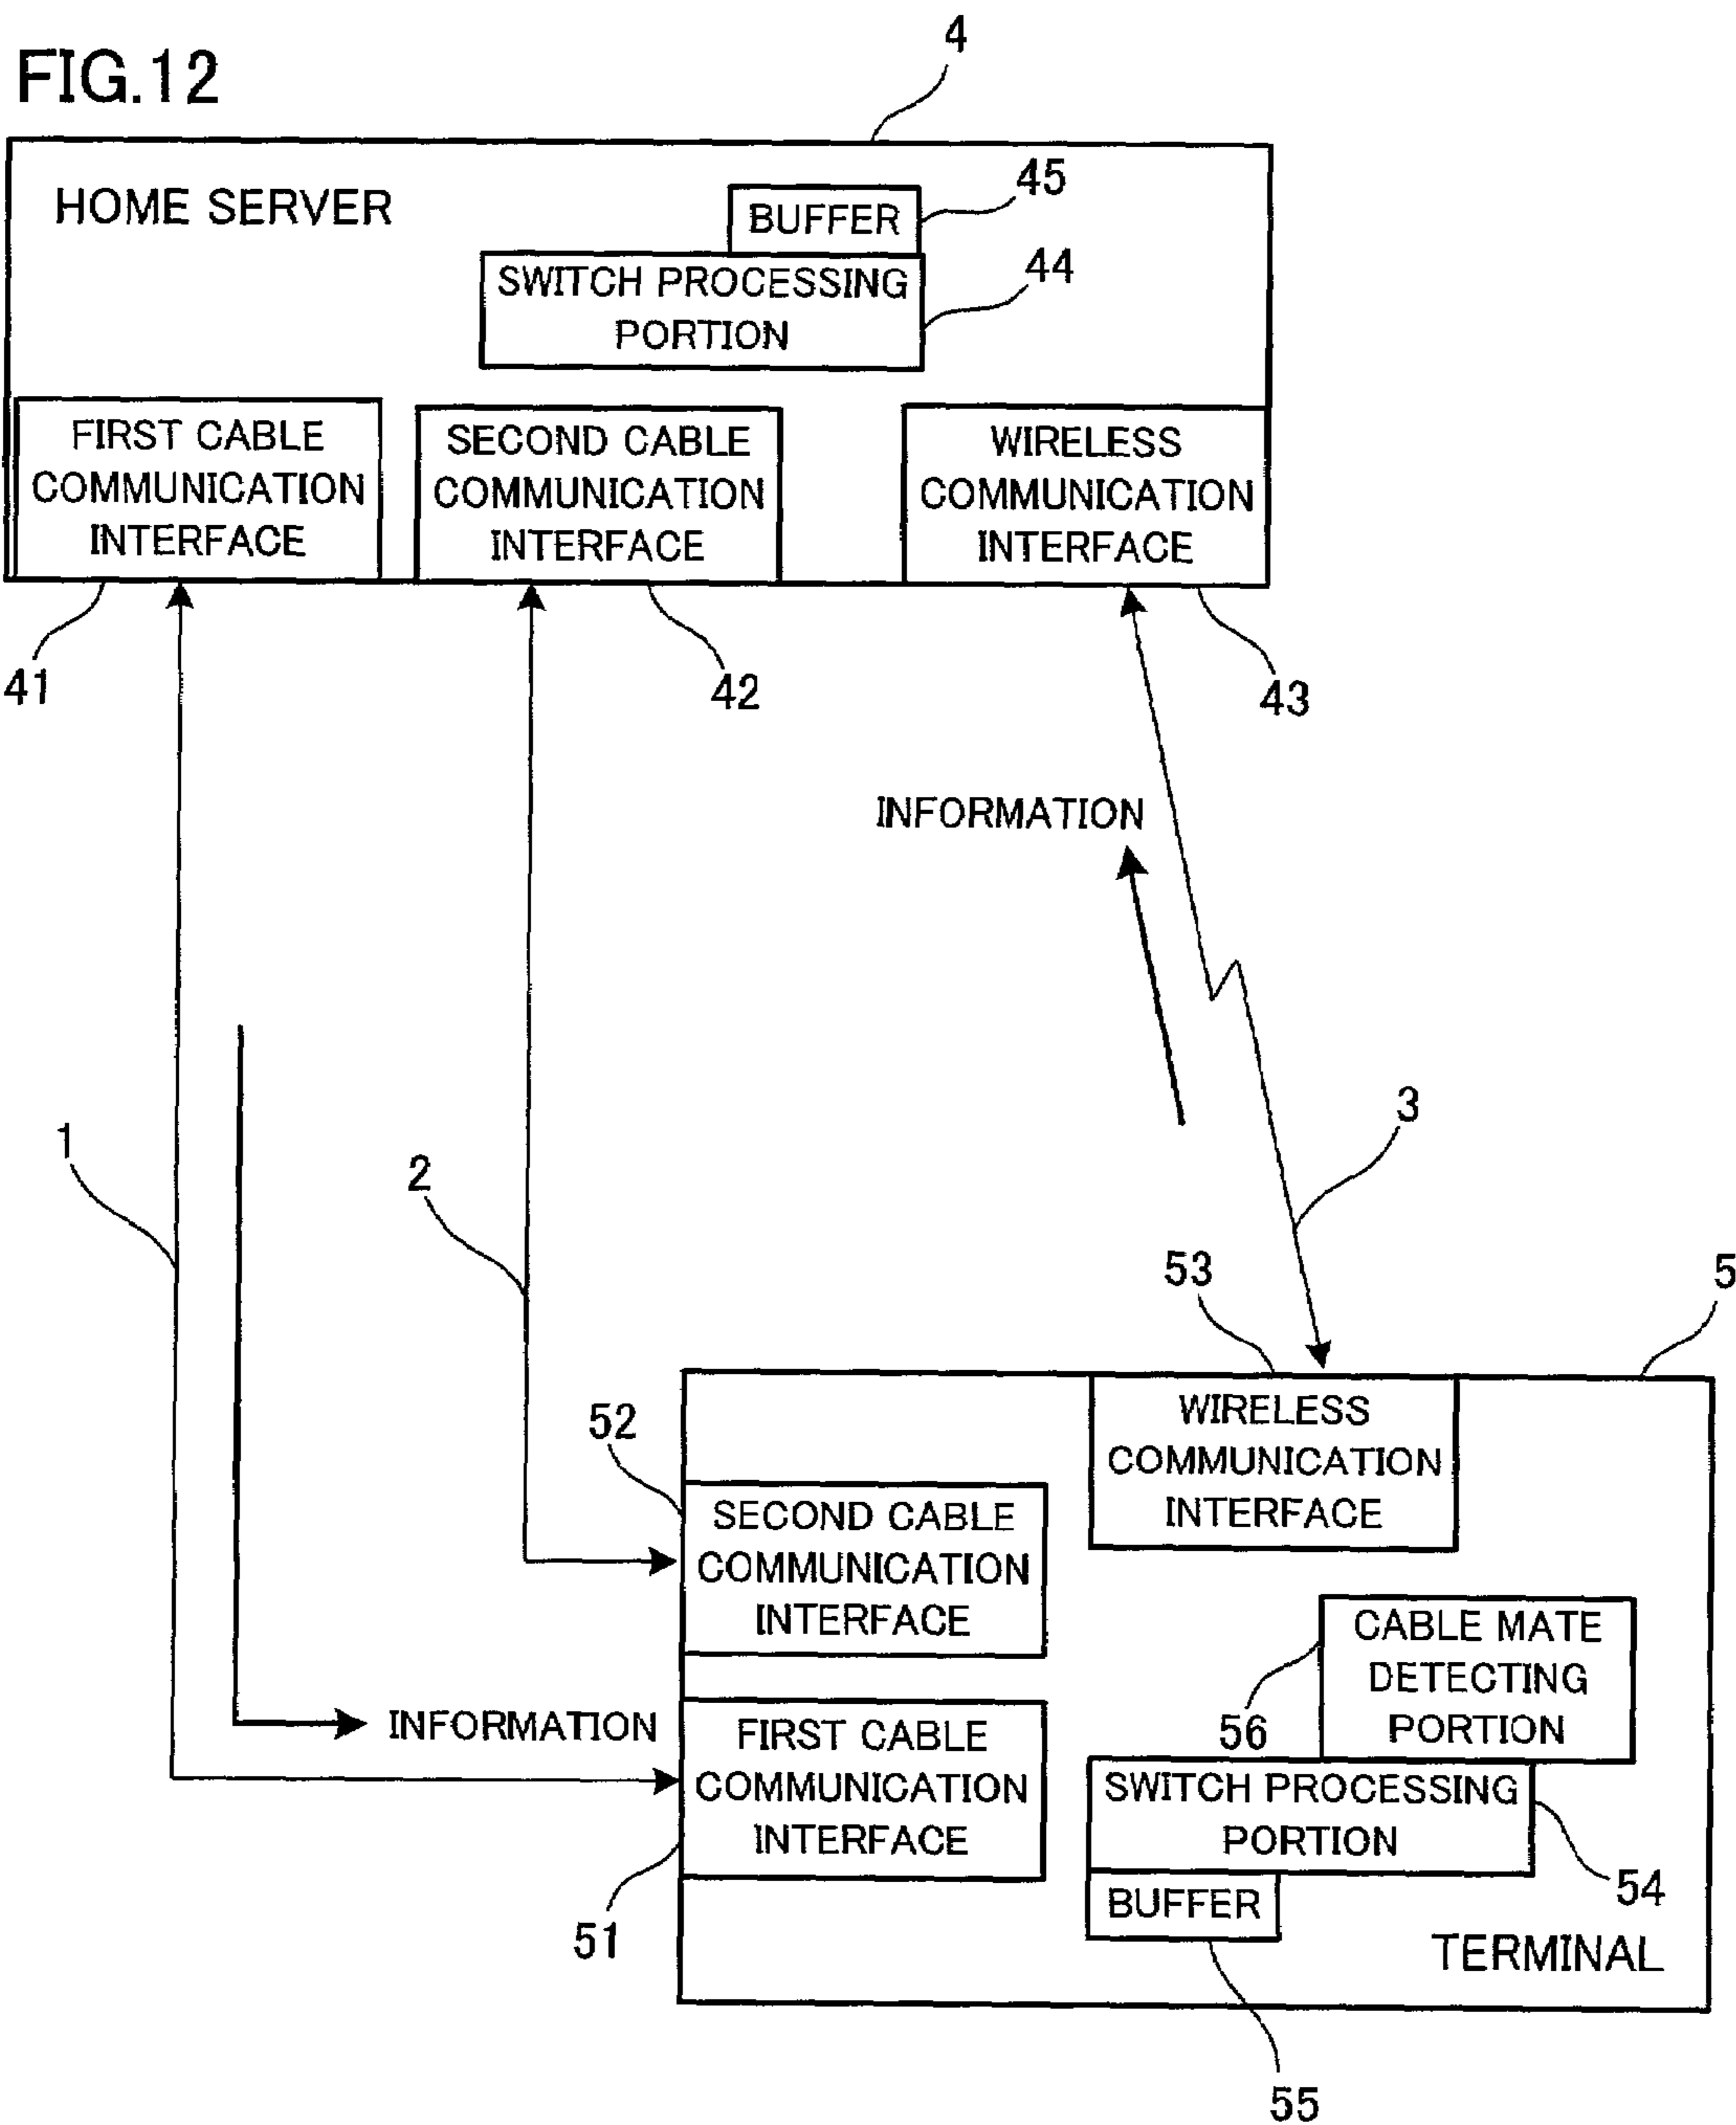 FIG.12
4
HOME SERVER
45
BUFFER
44
SWITCH PROCESSING
PORTION
FIRST CABLE
COMMUNICATION
INTERFACE
SECOND CABLE
COMMUNICATION
INTERFACE
WIRELESS
COMMUNICATION
INTERFACE
41
42
43
INFORMATION
1
2
3
53
5
WIRELESS
COMMUNICATION
INTERFACE
52
SECOND CABLE
COMMUNICATION
INTERFACE
CABLE MATE
DETECTING
PORTION
56
INFORMATION
FIRST CABLE
COMMUNICATION
INTERFACE
51
SWITCH PROCESSING
PORTION
54
BUFFER
TERMINAL
55